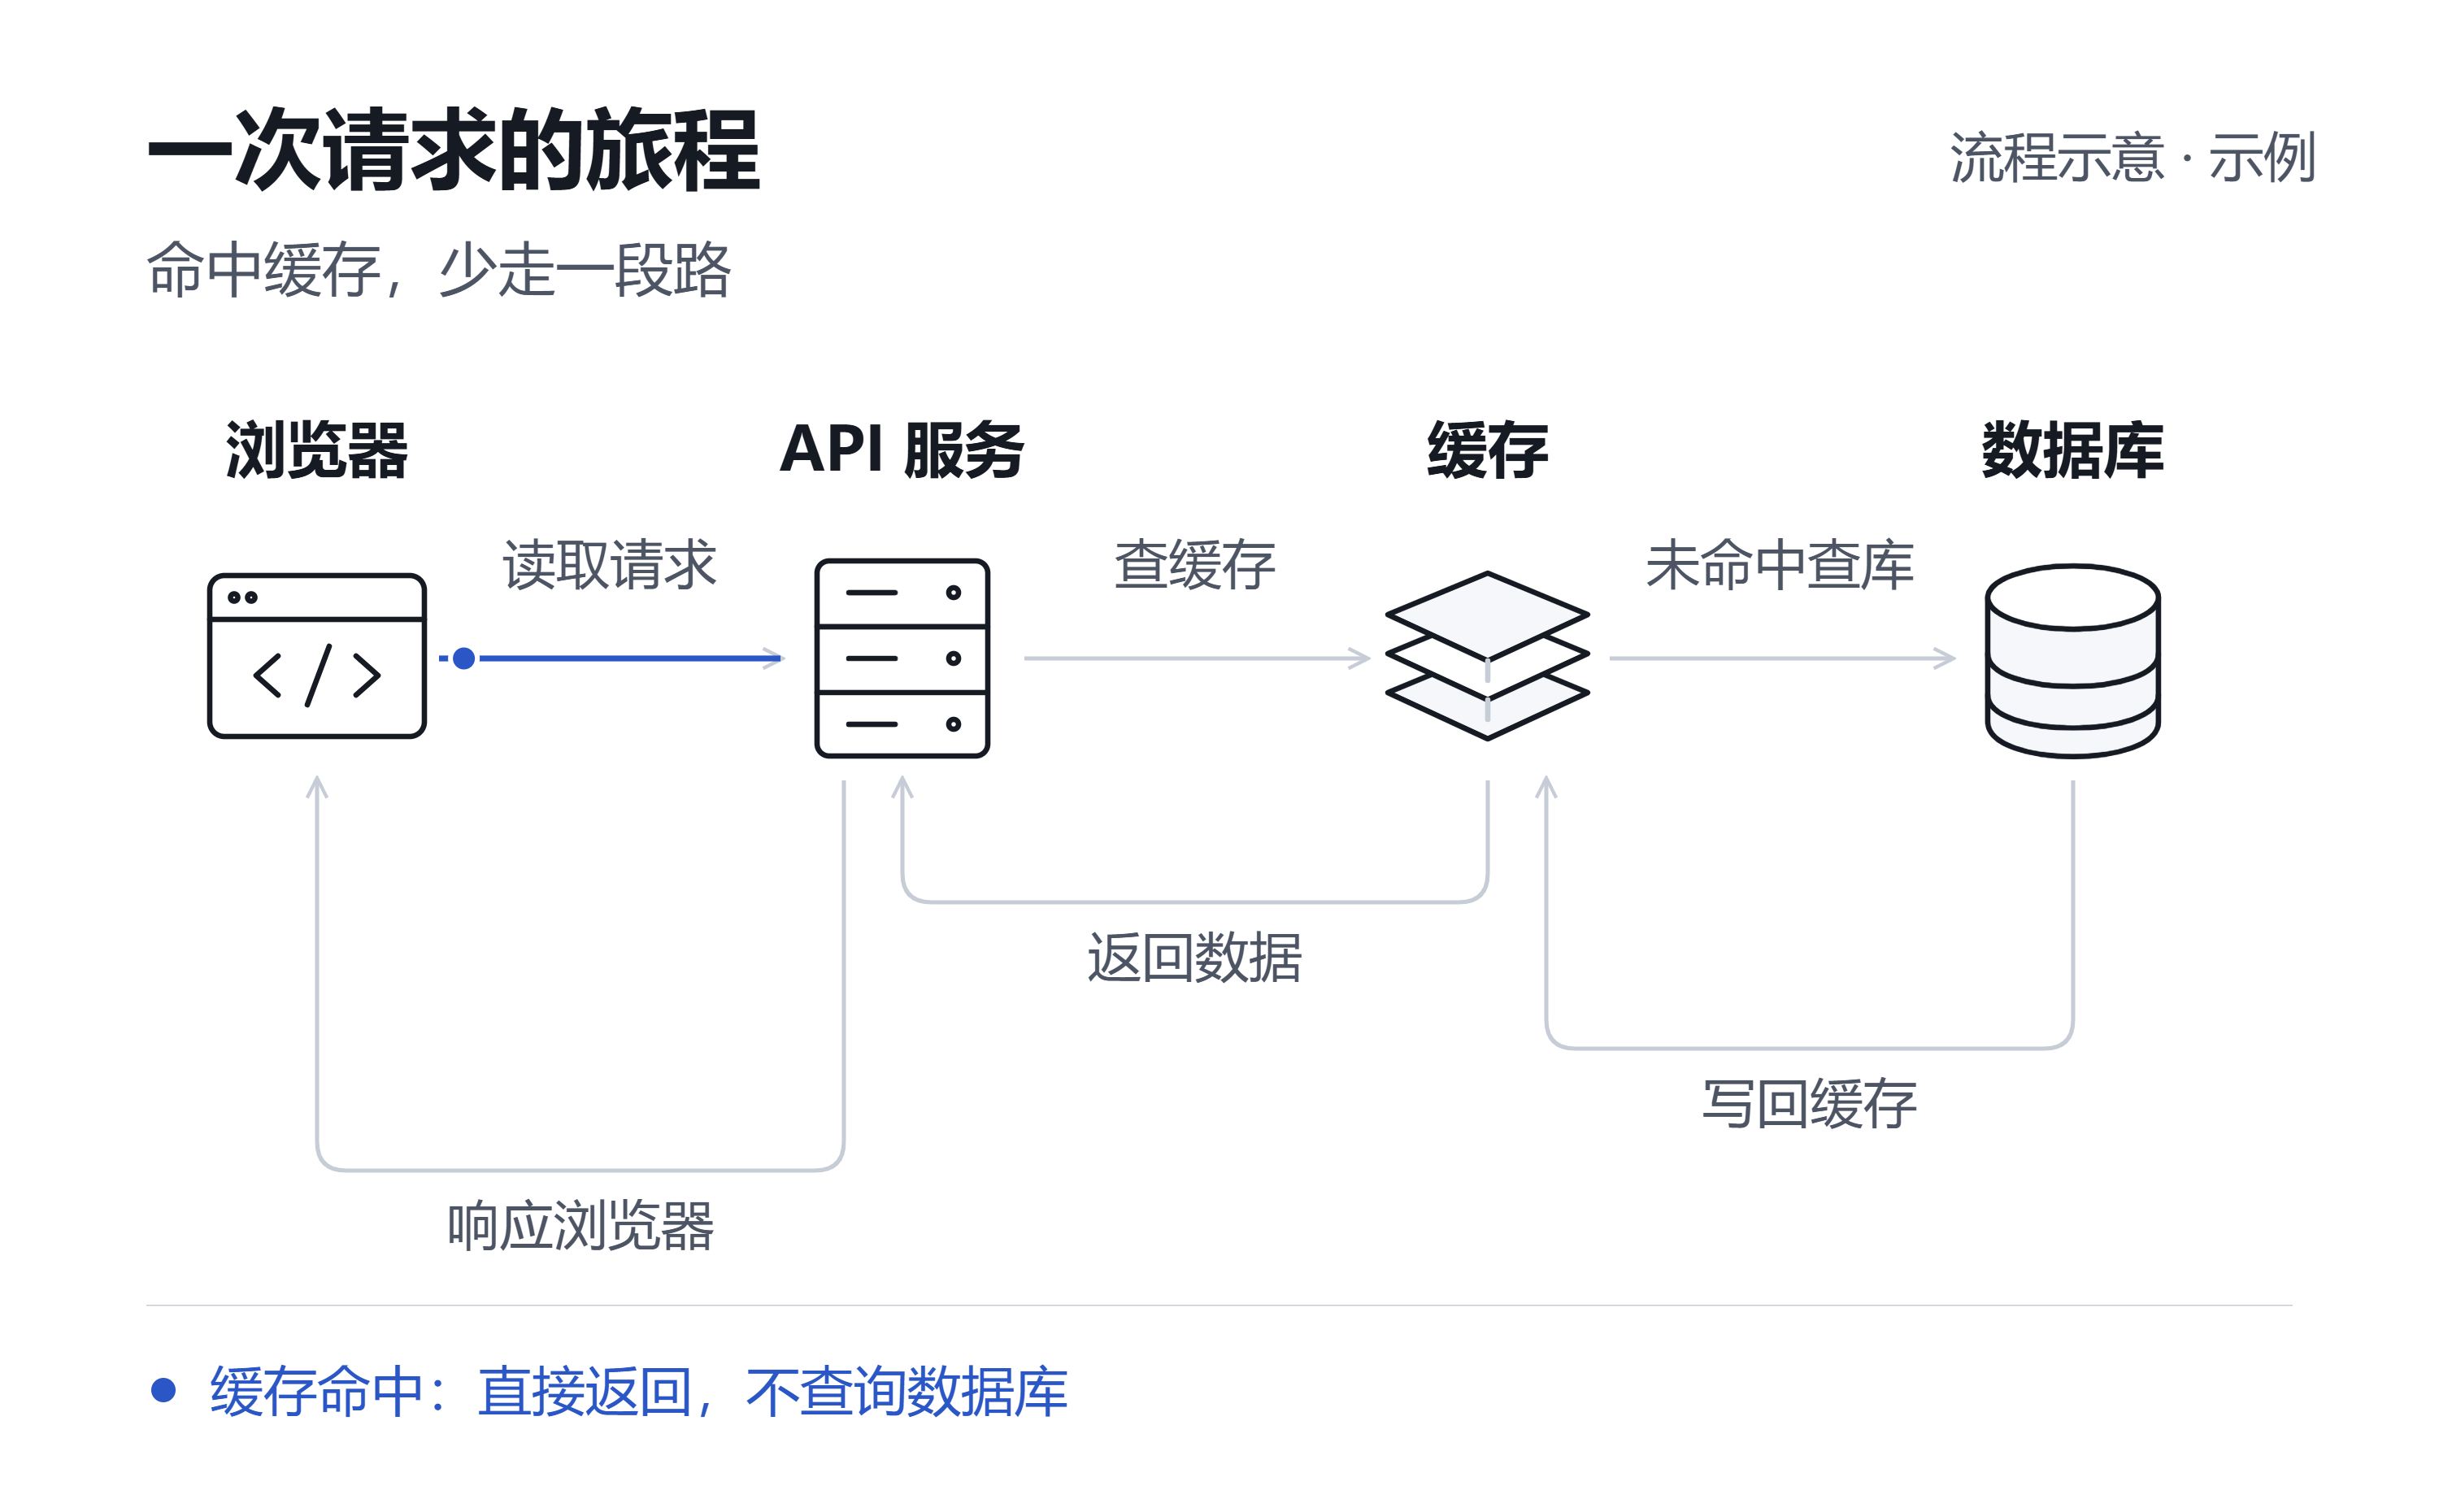 一次请求的旅程
流程示意 · 示例
命中缓存，少走一段路
浏览器
API 服务
缓存
数据库
读取请求
查缓存
未命中查库
</>
返回数据
写回缓存
响应浏览器
缓存命中：直接返回，不查询数据库